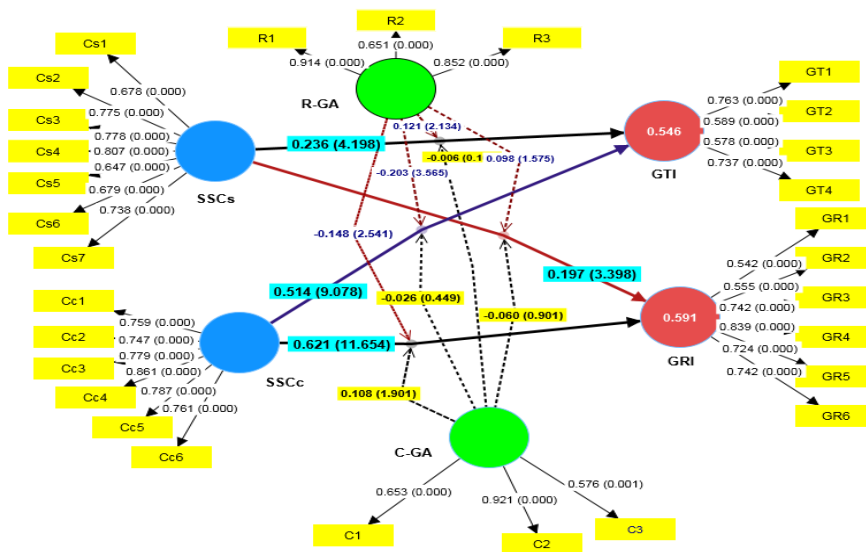 R2
R1
R3
Cs1
0.651 (0.000)
0.914 (0.000)
0.852 (0.000)
Cs2
0.678 (0.000)
R-GA
GT1
Cs3
0.775 (0.000)
0.763 (0.000)
GT2
0.778 (0.000)
0.121 (2.134)
0.589 (0.000)
Cs4
0.807 (0.000)
0.236 (4.198)
0.546
0.578 (0.000)
GT3
Cs5
0.647 (0.000)
-0.006 (0.1
0.098 (1.575)
0.737 (0.000)
0.679 (0.000)
-0.203 (3.565)
GTI
GT4
Cs6
0.738 (0.000)
SSCs
Cs7
-0.148 (2.541)
GR1
0.542 (0.000)
GR2
0.197 (3.398)
0.555 (0.000)
Cc1
0.514 (9.078)
-0.026 (0.449)
0.742 (0.000)
GR3
0.759 (0.000)
-0.060 (0.901)
0.591
0.839 (0.000)
Cc2
0.747 (0.000)
0.621 (11.654)
GR4
0.779 (0.000)
0.724 (0.000)
Cc3
0.861 (0.000)
SSCc
GRI
0.742 (0.000)
GR5
Cc4
0.787 (0.000)
0.108 (1.901)
0.761 (0.000)
GR6
Cc5
Cc6
C-GA
0.576 (0.001)
0.653 (0.000)
0.921 (0.000)
C1
C2
C3